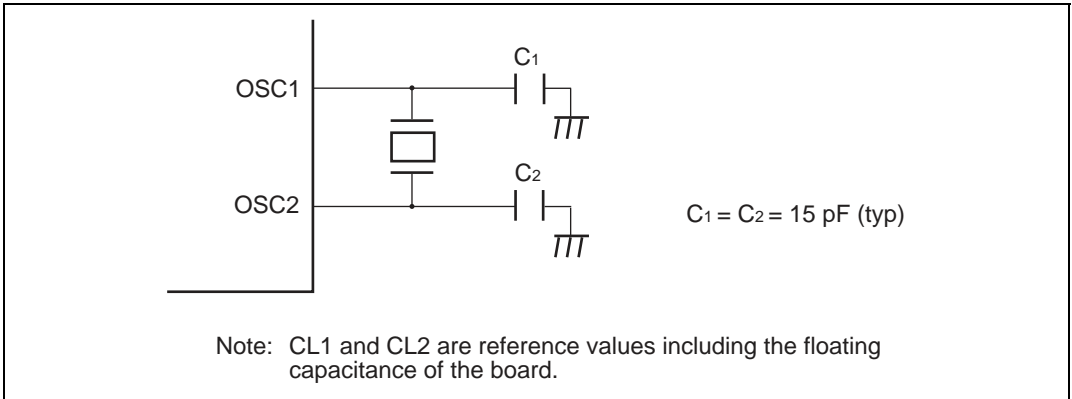 C1
OSC1
C2
OSC2
C1 = C2 = 15 pF (typ)
Note: CL1 and CL2 are reference values including the floating
capacitance of the board.